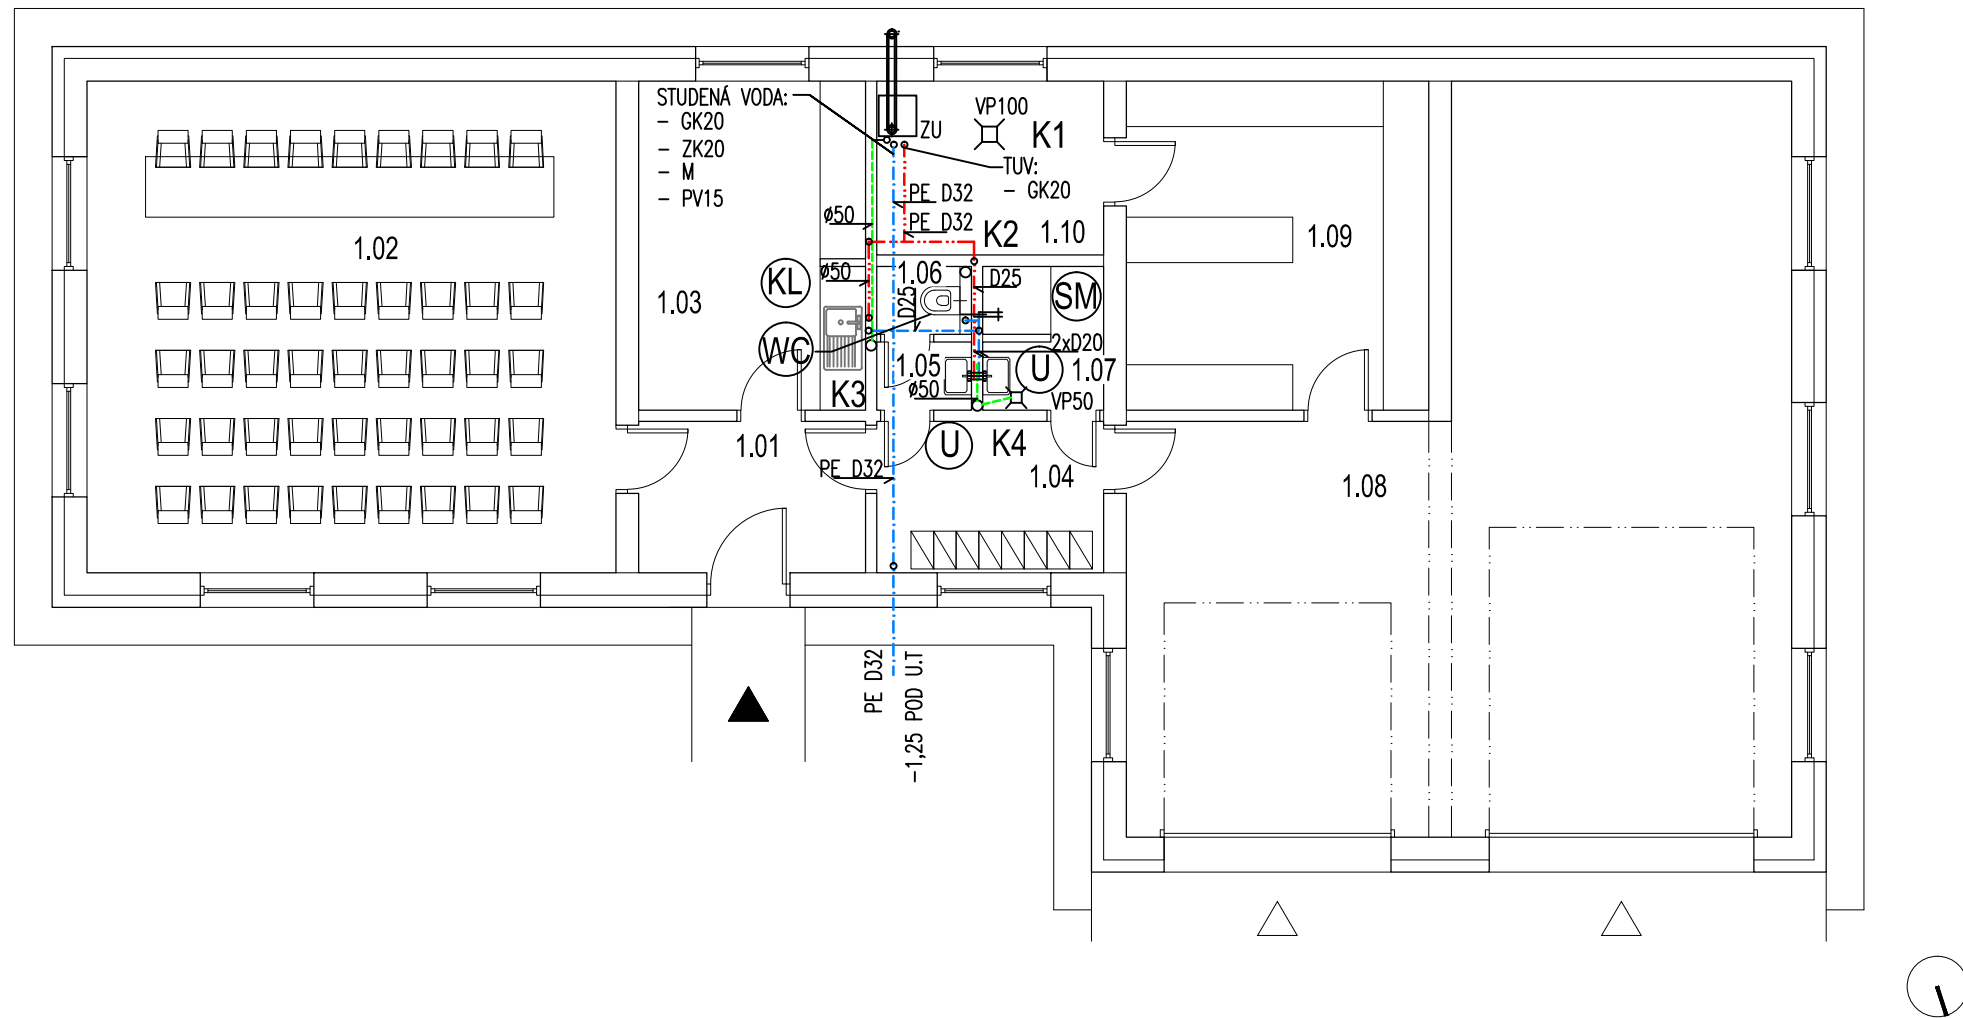 STUDENÁ VODA:
- GK20
- ZK20
- M
- PV15
ZU
VP100
K1
TUV:
- GK20
PE D32
PE D32
ø50
K2
1.10
1.02
1.09
ø50
1.06
D25
D25
KL
SM
1.03
WC
2xD20
1.05
U
1.07
ø50
K3
VP50
1.01
U
K4
PE D32
1.04
1.08
PE D32
-1,25 POD U.T